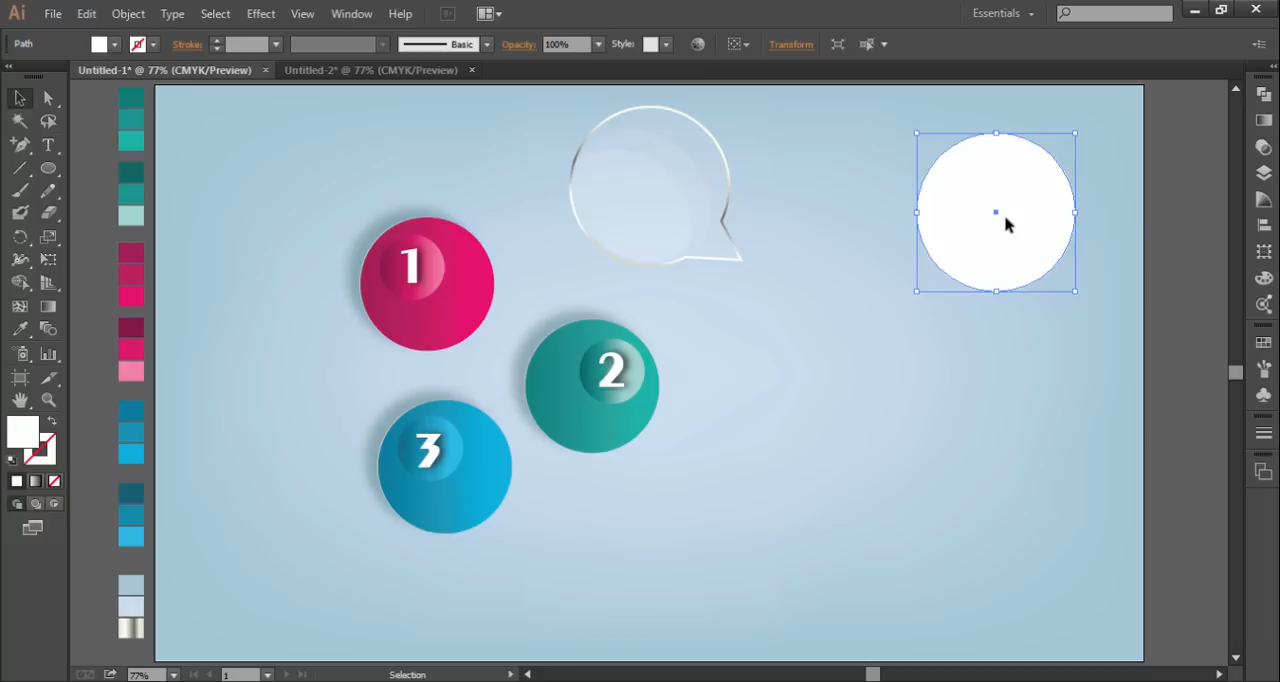 Ai File Edit Object Type Select Effect View Window Help Br Essentials
Path Stroke: Basic Opacity: 100% Style: Transform
Untitled-1* @ 77% (CMYK/Preview) × Untitled-2* @ 77% (CMYK/Preview) ×
T
1
2
3
77% 1 Selection